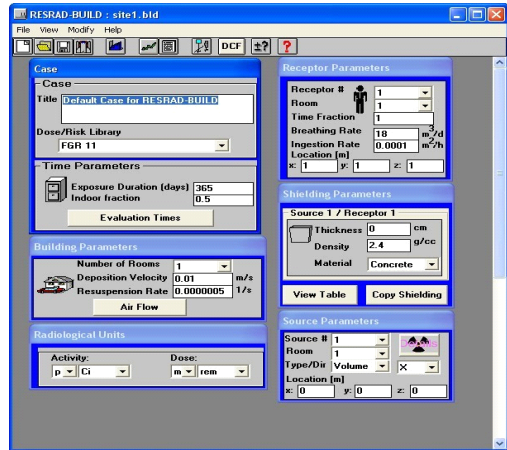 RESRAD-BUILD : site1.bld
File View Modify Help
DCF ±? ?
Case
Case
Title Default Case for RESRAD-BUILD
Dose/Risk Library
FGR 11
Time Parameters
Exposure Duration (days) 365
Indoor fraction 0.5
Evaluation Times
Building Parameters
Number of Rooms 1
Deposition Velocity 0.01 m/s
Resuspension Rate 0.0000005 1/s
Air Flow
Radiological Units
Activity: Dose:
p Ci m rem
Receptor Parameters
Receptor # 1
Room 1
Time Fraction 1
Breathing Rate 18 m3/d
Ingestion Rate 0.0001 m2/h
Location [m]
x: 1 y: 1 z: 1
Shielding Parameters
Source 1 / Receptor 1
Thickness 0 cm
Density 2.4 g/cc
Material Concrete
View Table Copy Shielding
Source Parameters
Source # 1
Room 1
Type/Dir Volume X
Location [m]
x: 0 y: 0 z: 0